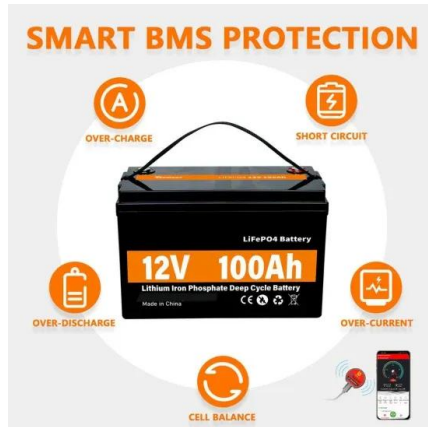 SMART BMS PROTECTION
A
OVER-CHARGE
SHORT CIRCUIT
LiFePO4 Battery
12V 100Ah
Lithium Iron Phosphate Deep Cycle Battery
Made in China
CE
OVER-DISCHARGE
OVER-CURRENT
CELL BALANCE